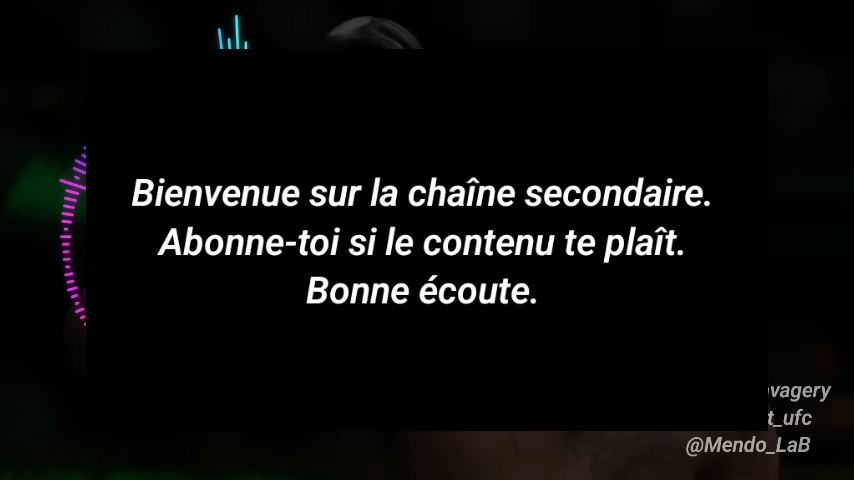 Bienvenue sur la chaîne secondaire.
Abonne-toi si le contenu te plaît.
Bonne écoute.
@Mendo_LaB